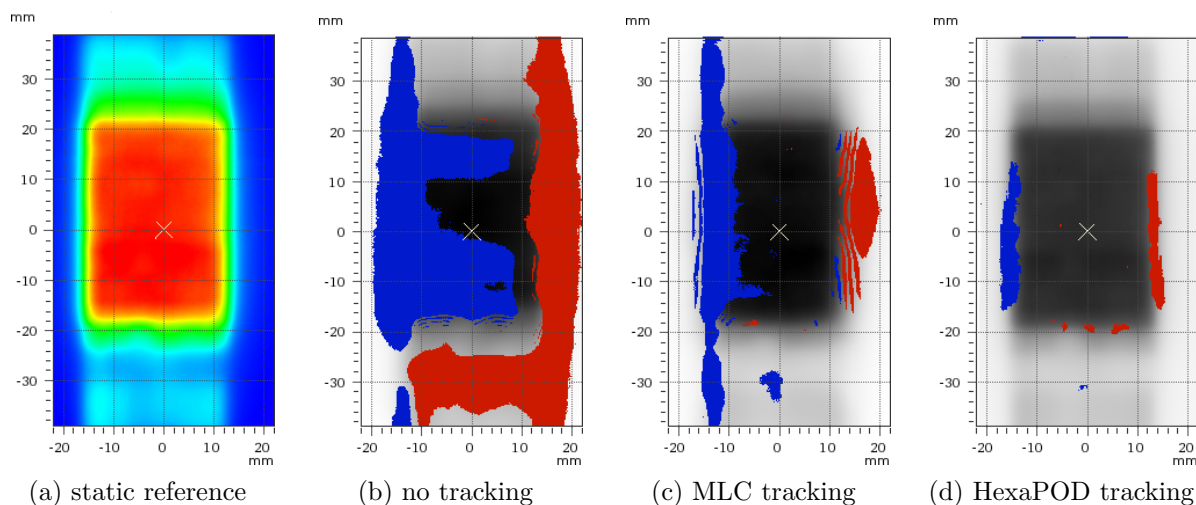 mm mm mm mm
30 30 30 30
20 20 20 20
10 10 10 10
0 0 0 0
-10 -10 -10 -10
-20 -20 -20 -20
-30 -30 -30 -30
-20 -10 0 10 20 -20 -10 0 10 20 -20 -10 0 10 20 -20 -10 0 10 20
mm mm mm mm
(a) static reference (b) no tracking (c) MLC tracking (d) HexaPOD tracking